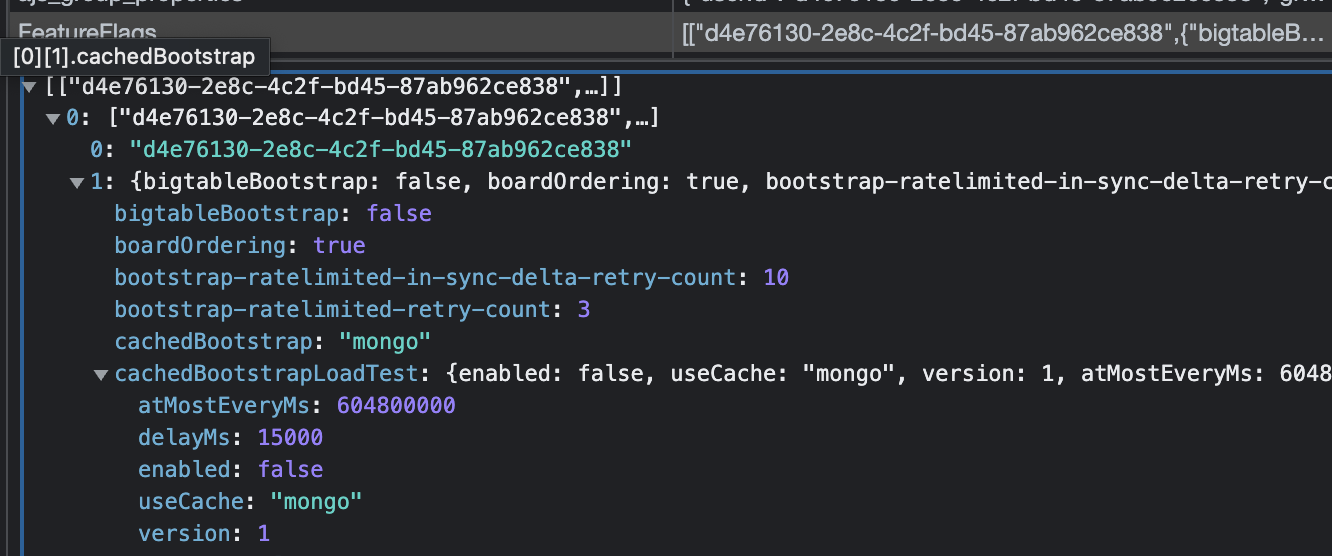 FeatureFlags [["d4e76130-2e8c-4c2f-bd45-87ab962ce838",{"bigtableB…
[0][1].cachedBootstrap
[["d4e76130-2e8c-4c2f-bd45-87ab962ce838",…]]
0: ["d4e76130-2e8c-4c2f-bd45-87ab962ce838",…]
0: "d4e76130-2e8c-4c2f-bd45-87ab962ce838"
1: {bigtableBootstrap: false, boardOrdering: true, bootstrap-ratelimited-in-sync-delta-retry-c
bigtableBootstrap: false
boardOrdering: true
bootstrap-ratelimited-in-sync-delta-retry-count: 10
bootstrap-ratelimited-retry-count: 3
cachedBootstrap: "mongo"
cachedBootstrapLoadTest: {enabled: false, useCache: "mongo", version: 1, atMostEveryMs: 6048
atMostEveryMs: 604800000
delayMs: 15000
enabled: false
useCache: "mongo"
version: 1